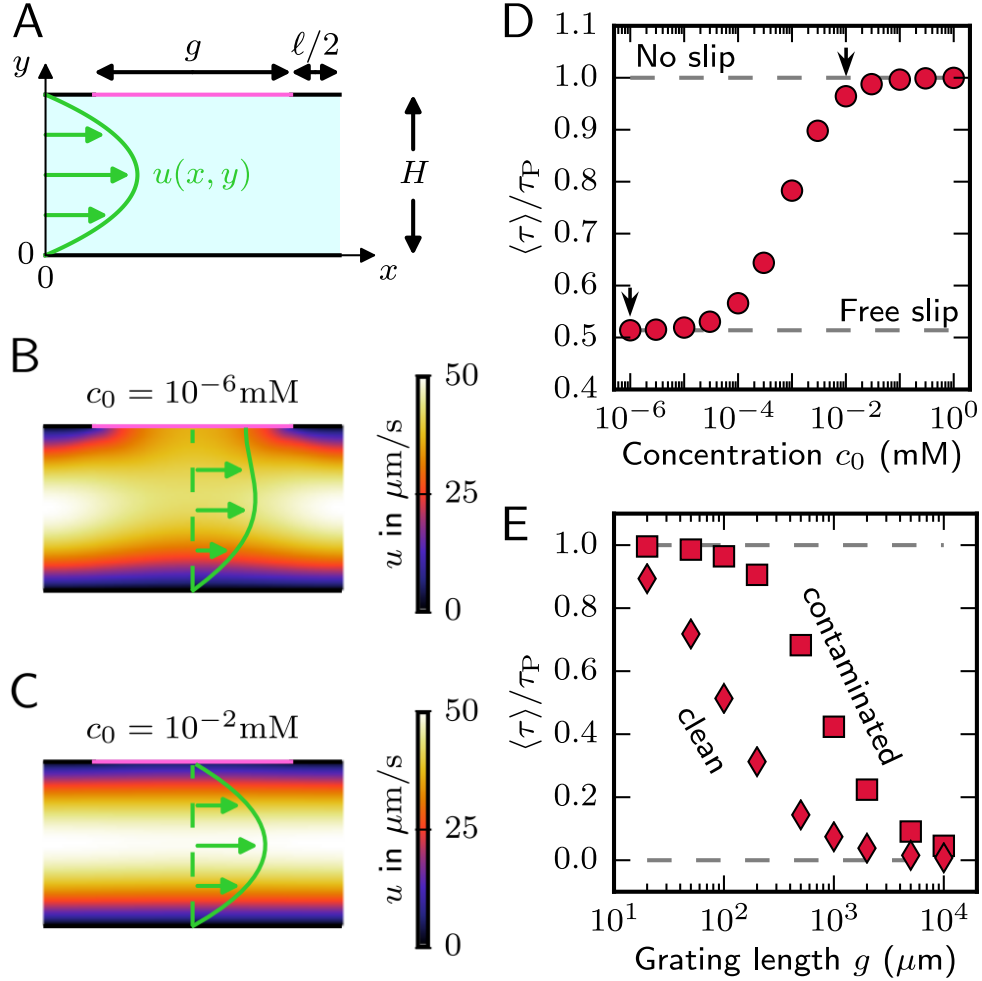 A
y
g
ℓ/2
u(x, y)
H
0
0
x
B
c₀ = 10⁻⁶mM
50
25
0
u in μm/s
C
c₀ = 10⁻²mM
50
25
0
u in μm/s
D
1.1
1.0
0.9
0.8
0.7
0.6
0.5
0.4
⟨τ⟩/τ_P
No slip
Free slip
10⁻⁶ 10⁻⁴ 10⁻² 10⁰
Concentration c₀ (mM)
E
1.0
0.8
0.6
0.4
0.2
0.0
⟨τ⟩/τ_P
clean
contaminated
10¹ 10² 10³ 10⁴
Grating length g (μm)